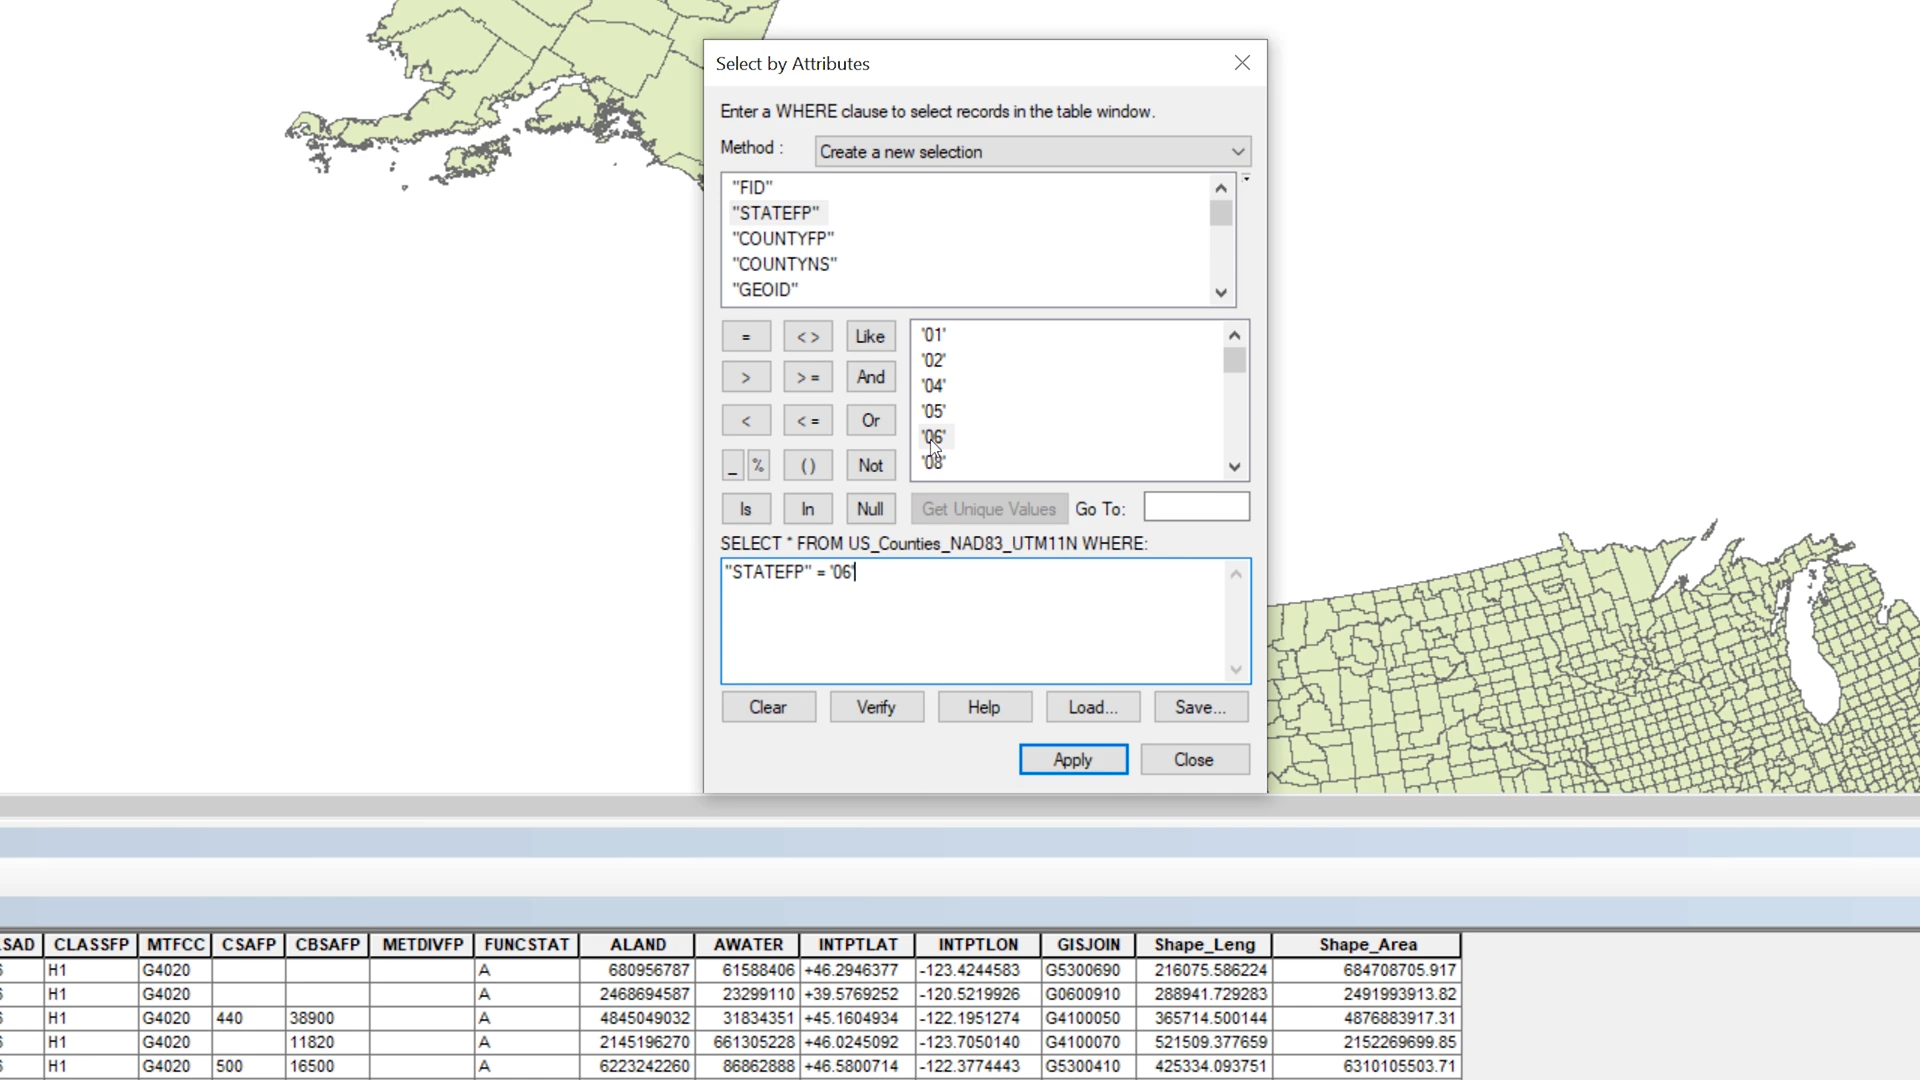 Select by Attributes
Enter a WHERE clause to select records in the table window.
Method : Create a new selection
"FID"
"STATEFP"
"COUNTYFP"
"COUNTYNS"
"GEOID"
= < > Like
> > = And
< < = Or
_ % ( ) Not
Is In Null
'01'
'02'
'04'
'05'
'06'
'08'
Get Unique Values Go To:
SELECT * FROM US_Counties_NAD83_UTM11N WHERE:
"STATEFP" = '06'
Clear Verify Help Load... Save...
Apply Close
SAD CLASSFP MTFCC CSAFP CBSAFP METDIVFP FUNCSTAT ALAND AWATER INTPTLAT INTPTLON GISJOIN Shape_Leng Shape_Area
H1 G4020 A 680956787 61588406 +46.2946377 -123.4244583 G5300690 216075.586224 684708705.917
H1 G4020 A 2468694587 23299110 +39.5769252 -120.5219926 G0600910 288941.729283 2491993913.82
H1 G4020 440 38900 A 4845049032 31834351 +45.1604934 -122.1951274 G4100050 365714.500144 4876883917.31
H1 G4020 11820 A 2145196270 661305228 +46.0245092 -123.7050140 G4100070 521509.377659 2152269699.85
H1 G4020 500 16500 A 6223242260 86862888 +46.5800714 -122.3774443 G5300410 425334.093751 6310105503.71